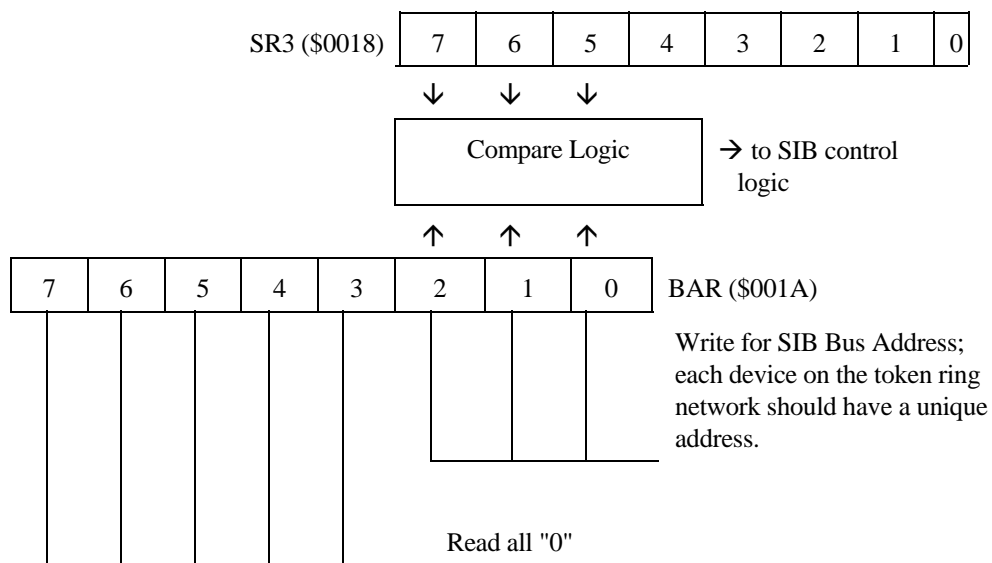 SR3 ($0018) 7 6 5 4 3 2 1 0
Compare Logic → to SIB control
logic
7 6 5 4 3 2 1 0 BAR ($001A)
Write for SIB Bus Address;
each device on the token ring
network should have a unique
address.
Read all "0"